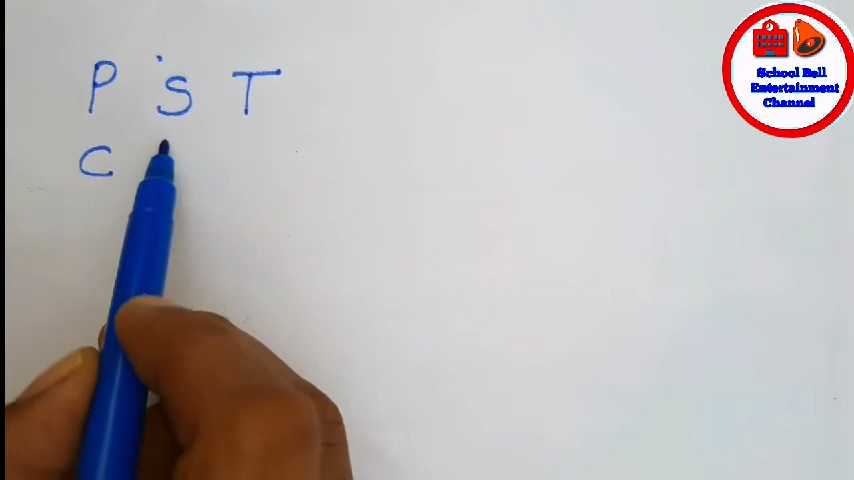 P S T
C
School Bell
Entertainment
Channel